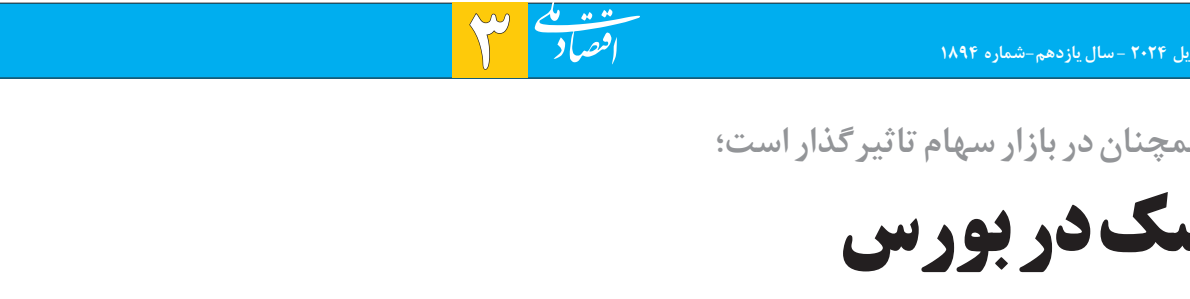 ۳
اقتصاد ملی
یل ۲۰۲۴ - سال یازدهم - شماره ۱۸۹۴
مچنان در بازار سهام تاثیرگذار است؛
سک در بورس